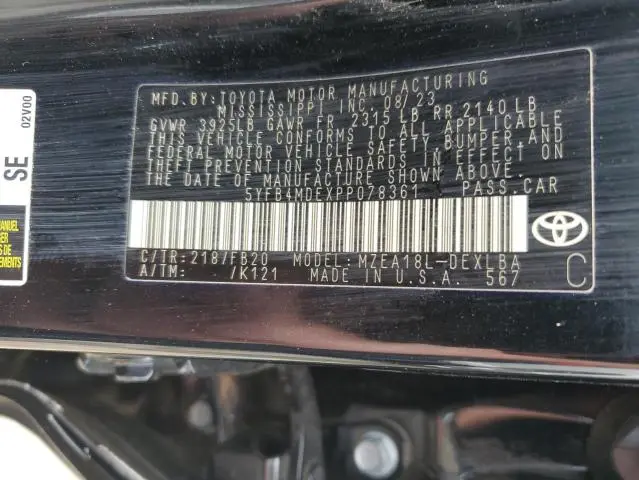 MFD. BY: TOYOTA MOTOR MANUFACTURING
MISSISSIPPI INC. 08/23
GVWR 3925LB GAWR FR 2315 LB RR 2140 LB
THIS VEHICLE CONFORMS TO ALL APPLICABLE
FEDERAL MOTOR VEHICLE SAFETY, BUMPER, AND
THEFT PREVENTION STANDARDS IN EFFECT ON
THE DATE OF MANUFACTURE SHOWN ABOVE.
5YFB4MDEXPP078361 PASS.CAR
C/TR: 218/FB20 MODEL: MZEA18L-DEXLBA
A/TM: /K121 MADE IN U.S.A. 567
C
02V00
SE
MANUEL